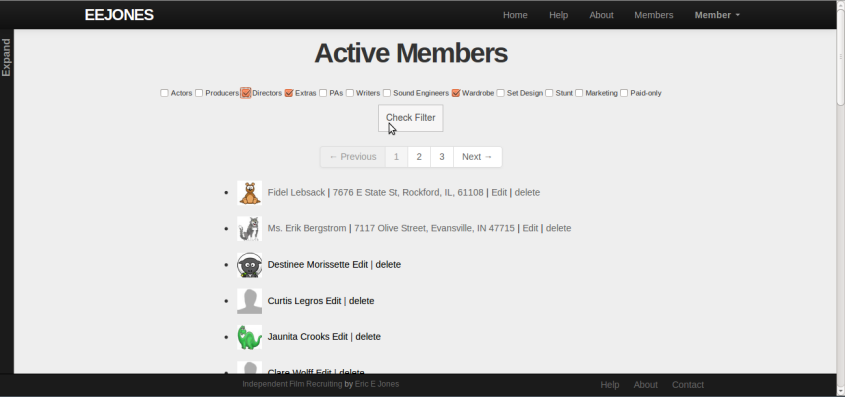 EEJONES Home Help About Members Member
Expand
Active Members
Actors Producers Directors Extras PAs Writers Sound Engineers Wardrobe Set Design Stunt Marketing Paid-only
Check Filter
← Previous 1 2 3 Next →
Fidel Lebsack | 7676 E State St, Rockford, IL, 61108 | Edit | delete
Ms. Erik Bergstrom | 7117 Olive Street, Evansville, IN 47715 | Edit | delete
Destinee Morissette Edit | delete
Curtis Legros Edit | delete
Jaunita Crooks Edit | delete
Clare Wolff Edit | delete
Independent Film Recruiting by Eric E Jones Help About Contact